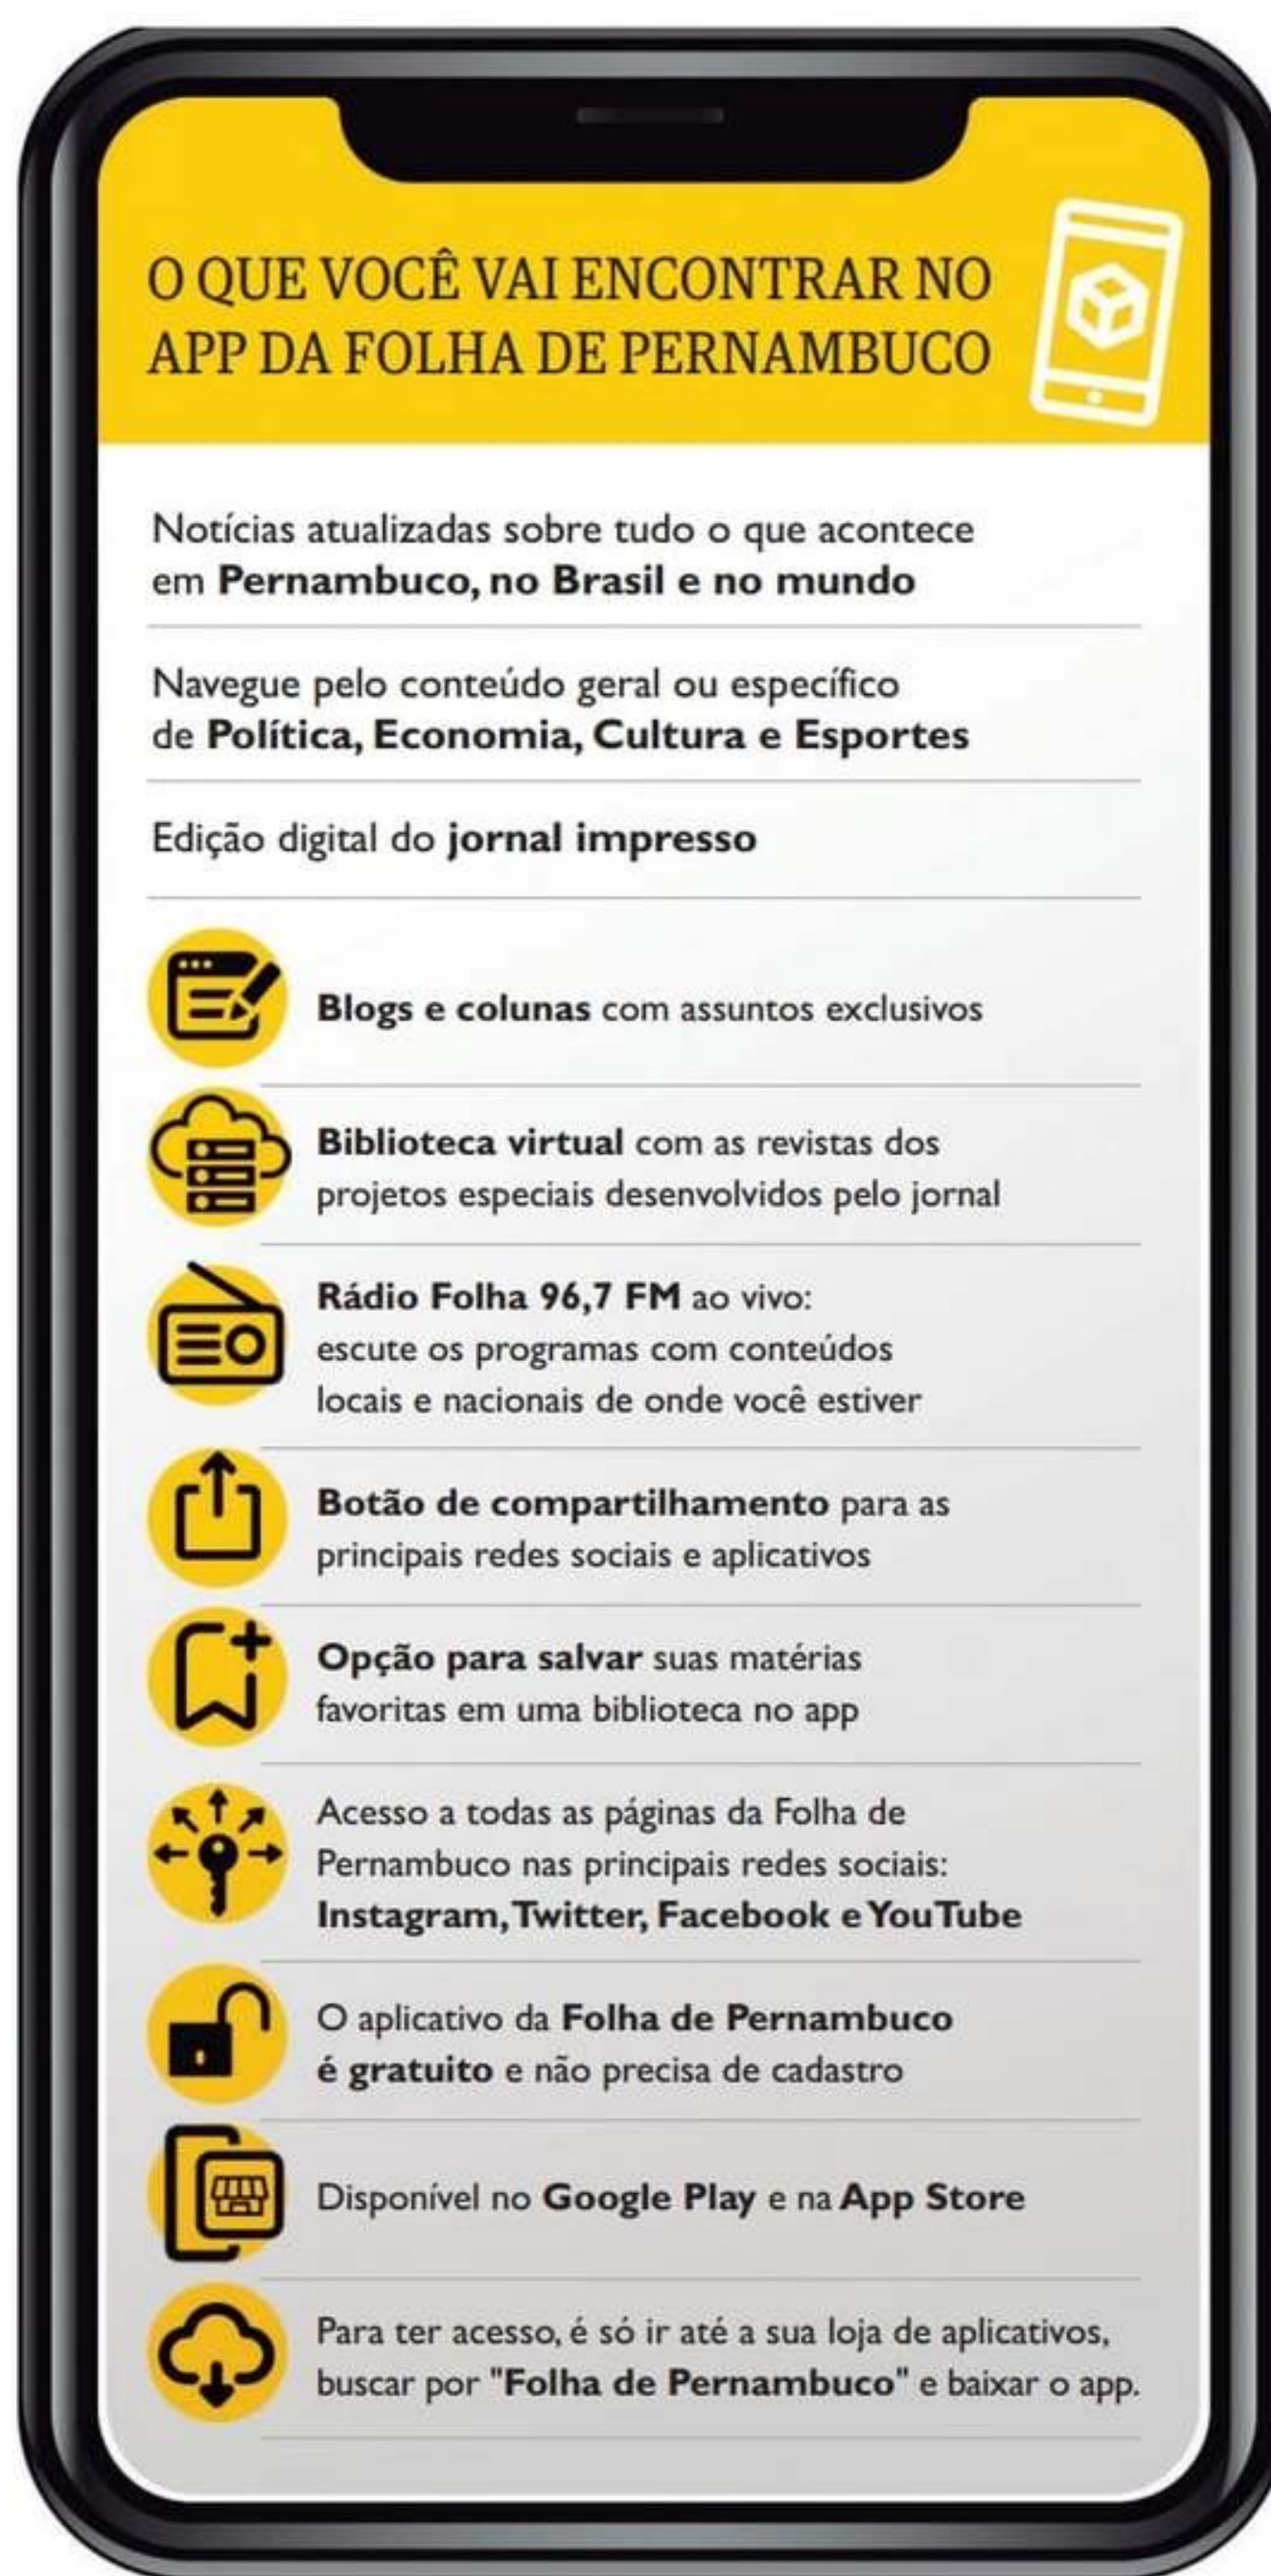 O QUE VOCÊ VAI ENCONTRAR NO
APP DA FOLHA DE PERNAMBUCO
Notícias atualizadas sobre tudo o que acontece
em Pernambuco, no Brasil e no mundo
Navegue pelo conteúdo geral ou específico
de Política, Economia, Cultura e Esportes
Edição digital do jornal impresso
Blogs e colunas com assuntos exclusivos
Biblioteca virtual com as revistas dos
projetos especiais desenvolvidos pelo jornal
Rádio Folha 96,7 FM ao vivo:
escute os programas com conteúdos
locais e nacionais de onde você estiver
Botão de compartilhamento para as
principais redes sociais e aplicativos
Opção para salvar suas matérias
favoritas em uma biblioteca no app
Acesso a todas as páginas da Folha de
Pernambuco nas principais redes sociais:
Instagram, Twitter, Facebook e YouTube
O aplicativo da Folha de Pernambuco
é gratuito e não precisa de cadastro
Disponível no Google Play e na App Store
Para ter acesso, é só ir até a sua loja de aplicativos,
buscar por "Folha de Pernambuco" e baixar o app.